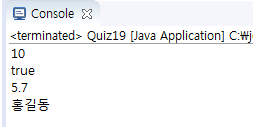 Console
<terminated> Quiz19 [Java Application] C:₩j
10
true
5.7
홍길동